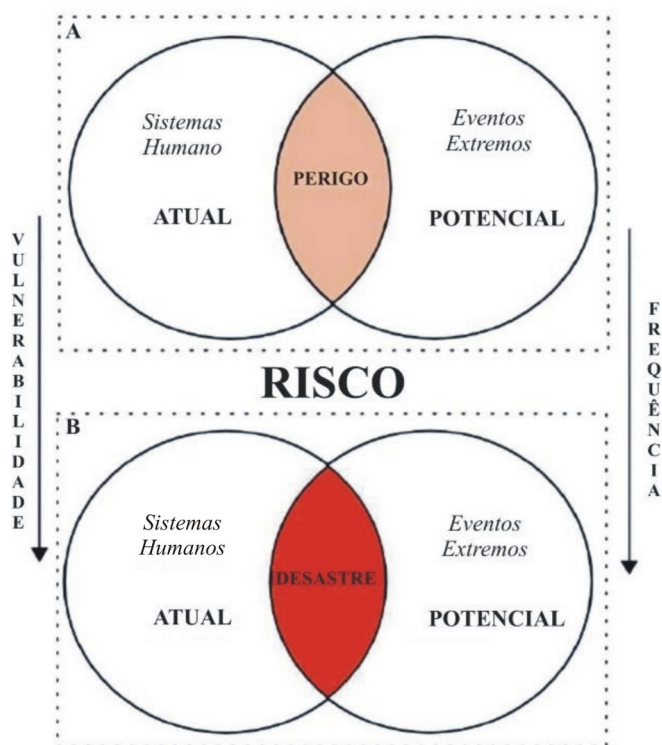 A
Sistemas
Humano
ATUAL
PERIGO
Eventos
Extremos
POTENCIAL
VULNERABILIDADE
FREQUÊNCIA
RISCO
B
Sistemas
Humanos
ATUAL
DESASTRE
Eventos
Extremos
POTENCIAL